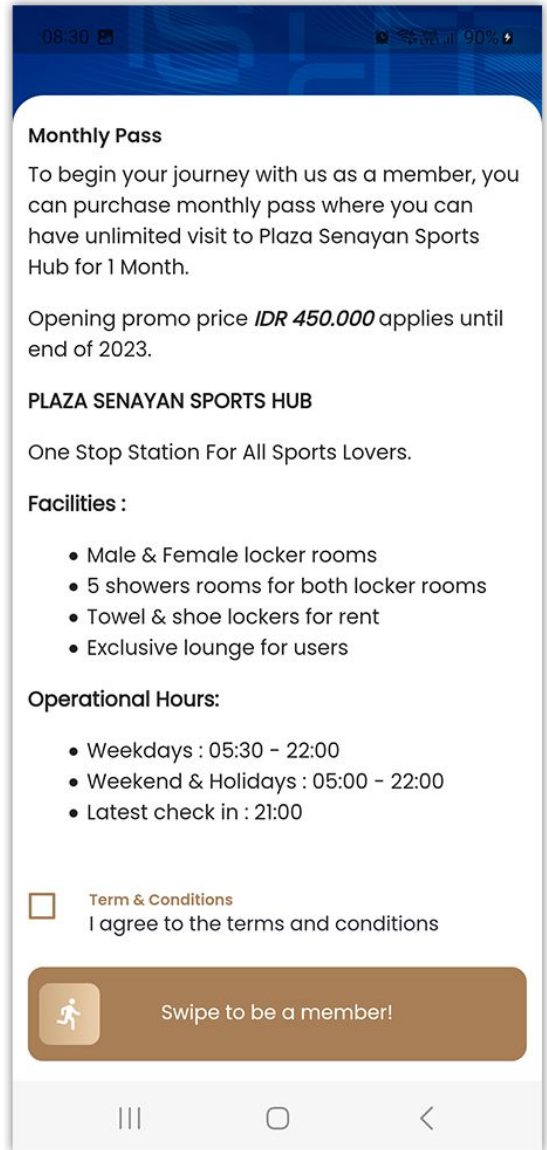 08:30
90%
Monthly Pass
To begin your journey with us as a member, you
can purchase monthly pass where you can
have unlimited visit to Plaza Senayan Sports
Hub for 1 Month.
Opening promo price IDR 450.000 applies until
end of 2023.
PLAZA SENAYAN SPORTS HUB
One Stop Station For All Sports Lovers.
Facilities :
• Male & Female locker rooms
• 5 showers rooms for both locker rooms
• Towel & shoe lockers for rent
• Exclusive lounge for users
Operational Hours:
• Weekdays : 05:30 - 22:00
• Weekend & Holidays : 05:00 - 22:00
• Latest check in : 21:00
Term & Conditions
I agree to the terms and conditions
Swipe to be a member!